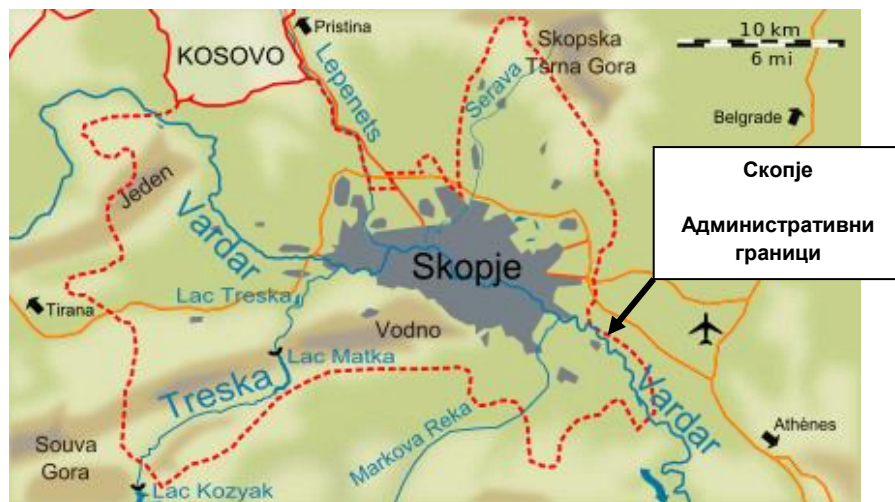 Pristina
KOSOVO
Lepenets
Skopska
Tsrna Gora
Serava
10 km
6 mi
Belgrade
Скопје
Административни
граници
Jeden
Vardar
Skopje
Lac Treska
Tirana
Vodno
Lac Matka
Treska
Vardar
Markova Reka
Athènes
Souva
Gora
Lac Kozyak